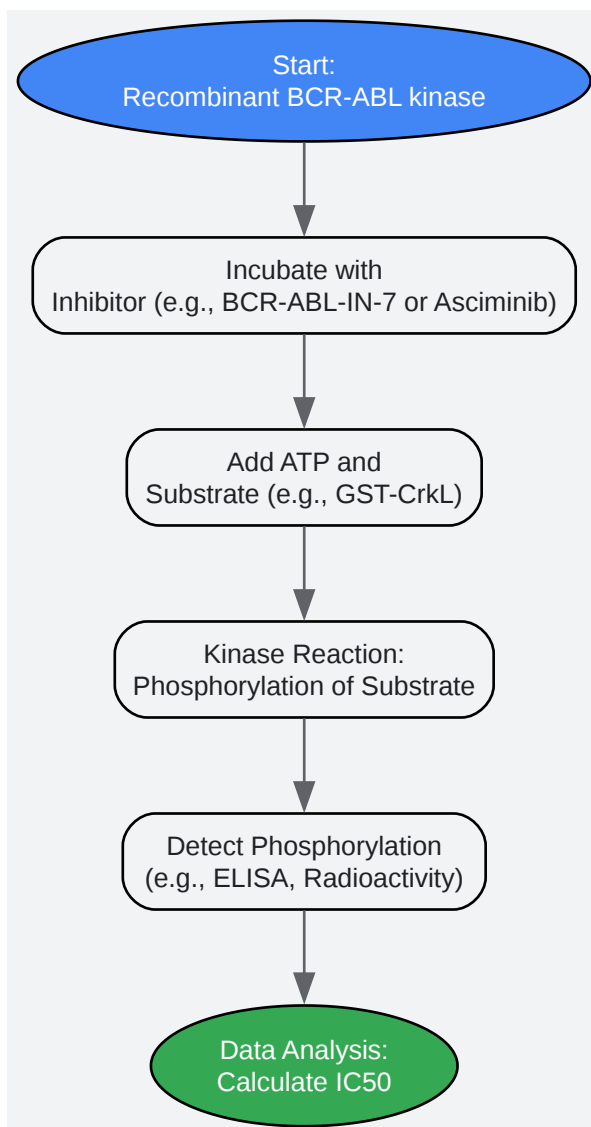 Start:
Recombinant BCR-ABL kinase
Incubate with
Inhibitor (e.g., BCR-ABL-IN-7 or Asciminib)
Add ATP and
Substrate (e.g., GST-CrkL)
Kinase Reaction:
Phosphorylation of Substrate
Detect Phosphorylation
(e.g., ELISA, Radioactivity)
Data Analysis:
Calculate IC50